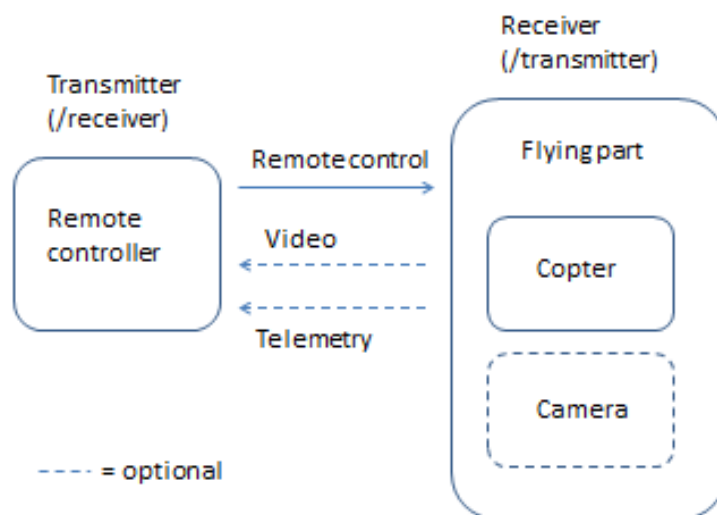 Receiver
(/transmitter)
Transmitter
(/receiver)
Remote control
Flying part
Remote
controller
Video
Copter
Telemetry
Camera
= optional